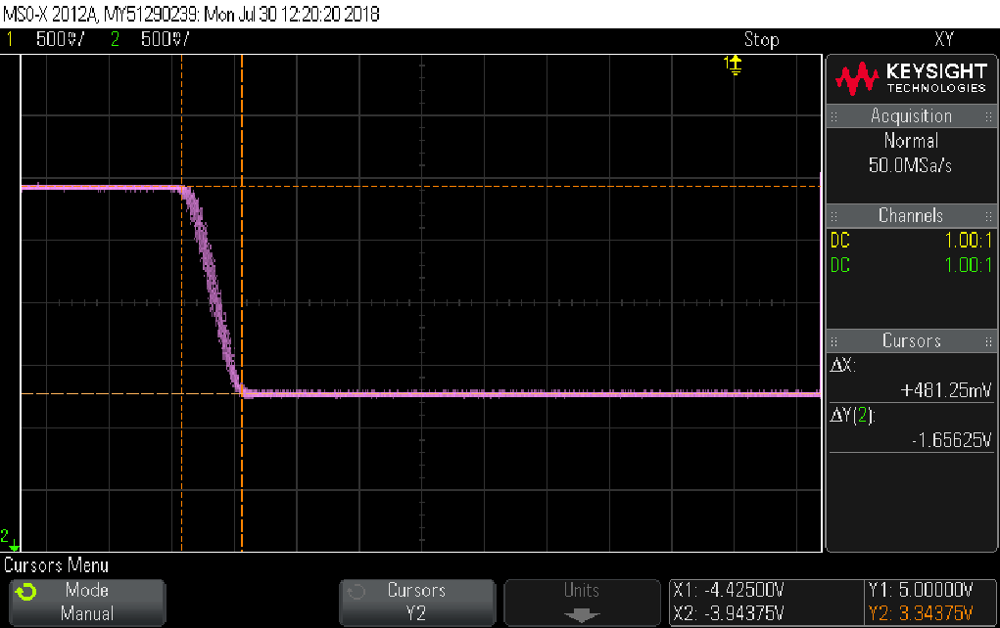 MSO-X 2012A, MY51290239: Mon Jul 30 12:20:20 2018
1 500mV/ 2 500mV/ Stop XY
1
KEYSIGHT
TECHNOLOGIES
Acquisition
Normal
50.0MSa/s
Channels
DC 1.00:1
DC 1.00:1
Cursors
ΔX:
+481.25mV
ΔY(2):
-1.65625V
2
Cursors Menu
Mode
Manual
Cursors
Y2
Units
X1: -4.42500V
X2: -3.94375V
Y1: 5.00000V
Y2: 3.34375V